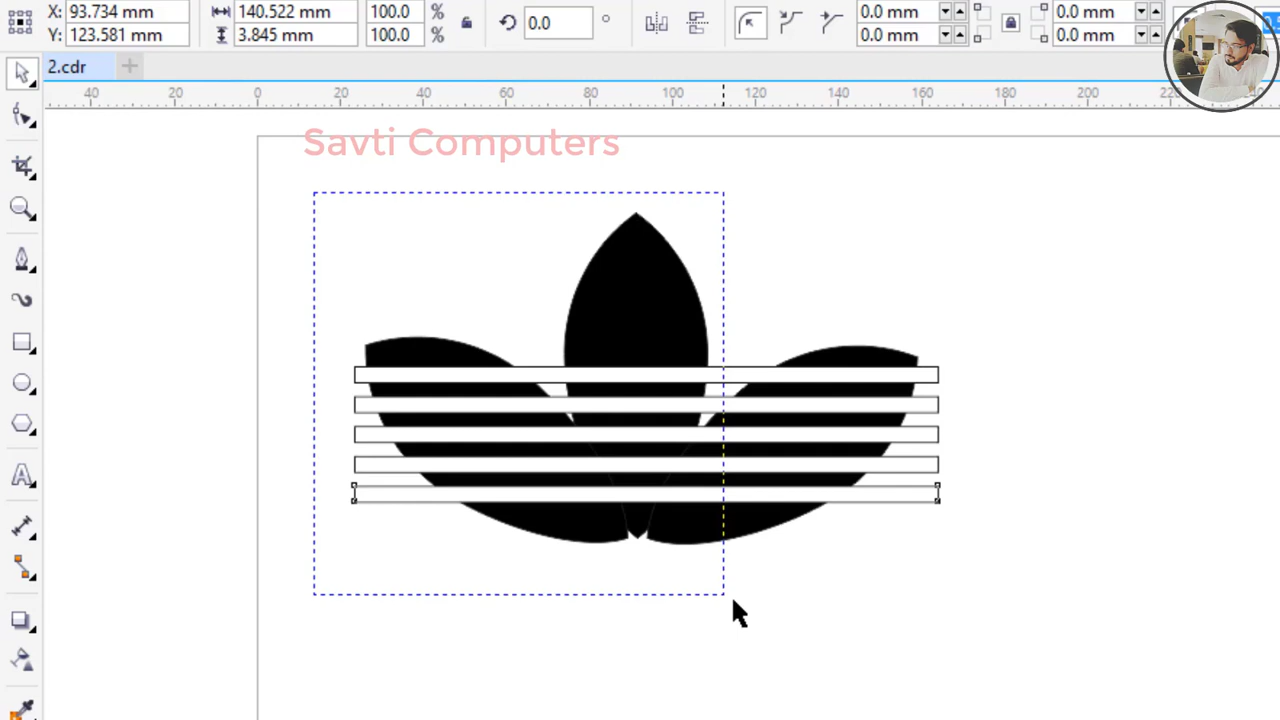 X: 93.734 mm 140.522 mm 100.0 % 0.0 ° 0.0 mm 0.0 mm
Y: 123.581 mm 3.845 mm 100.0 % 0.0 mm 0.0 mm
2.cdr
40 20 0 20 40 60 80 100 120 140 160 180 200
Savti Computers